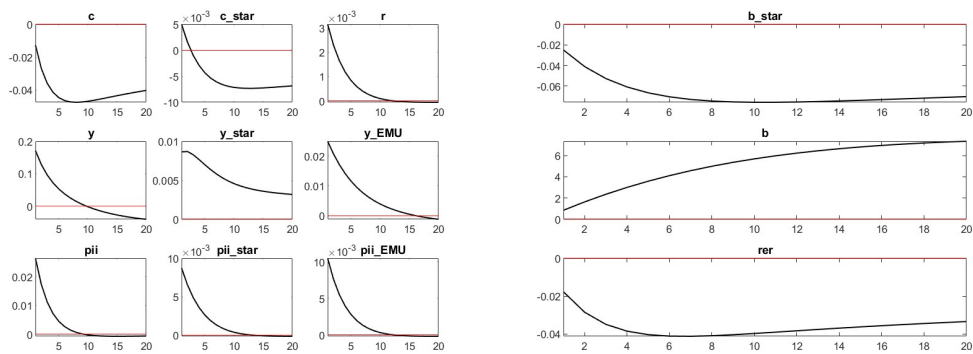 c c_star r b_star
0 -0.02 -0.04 5 10 15 20
×10⁻³ 5 0 -5 -10 5 10 15 20
×10⁻³ 3 2 1 0 5 10 15 20
0 -0.02 -0.04 -0.06 2 4 6 8 10 12 14 16 18 20
y y_star y_EMU b
0.2 0.1 0 5 10 15 20
0.01 0.005 0 5 10 15 20
0.02 0.01 0 5 10 15 20
6 4 2 0 1 2 4 6 8 10 12 14 16 18 20
pii pii_star pii_EMU rer
0.02 0.01 0 5 10 15 20
×10⁻³ 10 5 0 5 10 15 20
×10⁻³ 10 5 0 5 10 15 20
0 -0.02 -0.04 2 4 6 8 10 12 14 16 18 20